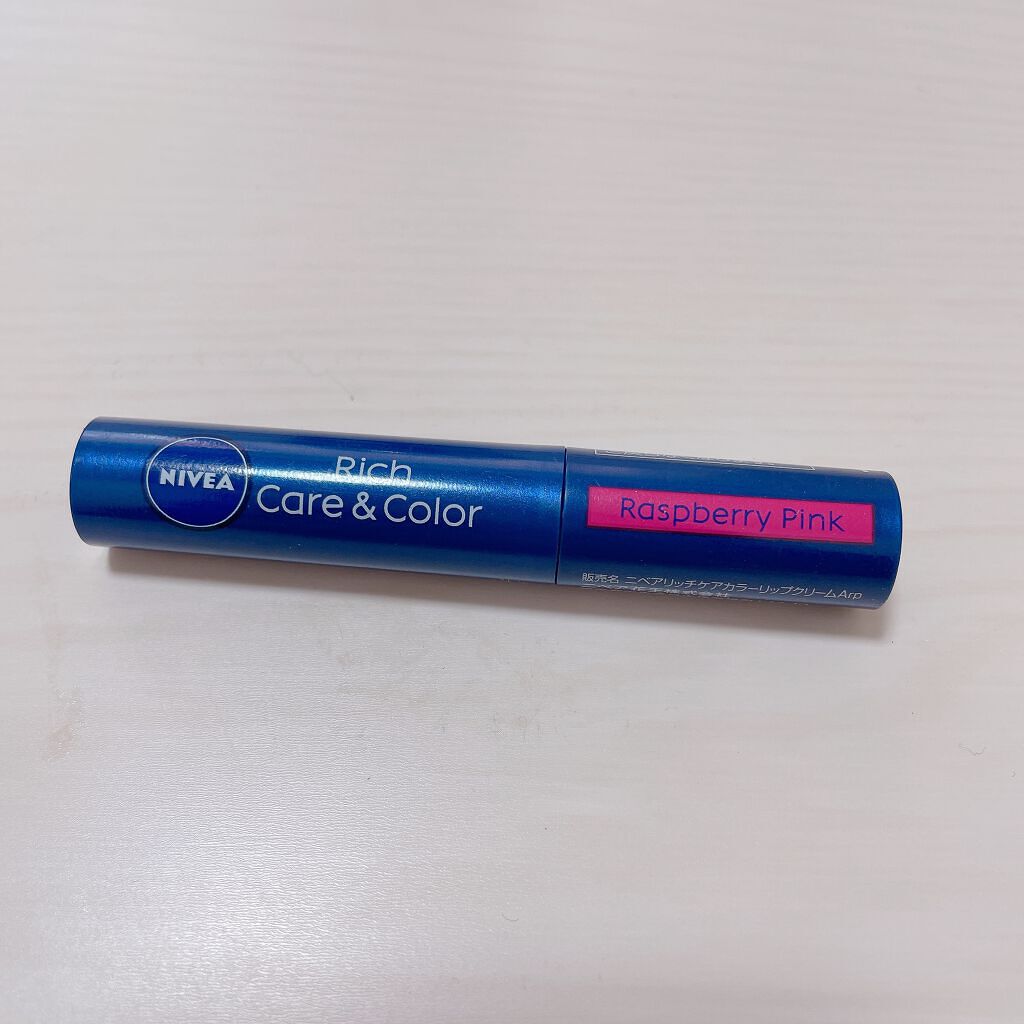 NIVEA
Rich
Care & Color
Raspberry Pink
販売名 ニベアリッチケアカラーリップクリームArp